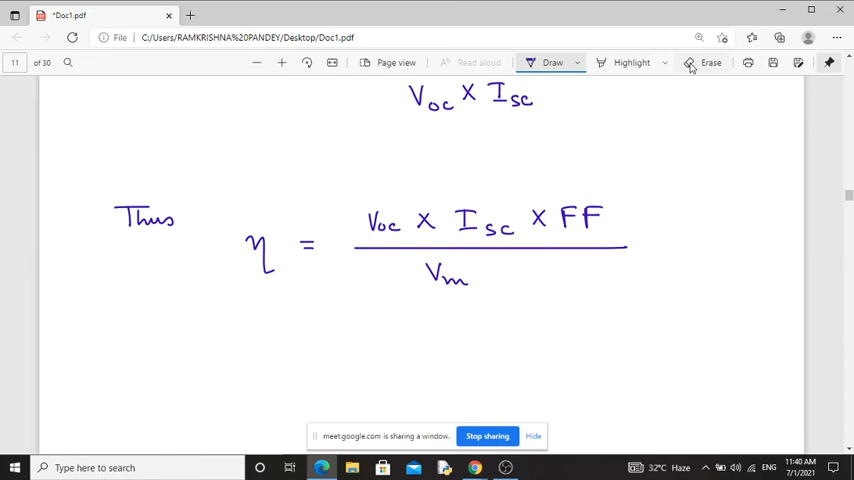 *Doc1.pdf
File C:/Users/RAMKRISHNA%20PANDEY/Desktop/Doc1.pdf
11 of 30 Page view Read aloud Draw Highlight Erase
Voc X Isc
Thus
Voc X Isc X FF
η =
Vm
meet.google.com is sharing a window. Stop sharing Hide
Type here to search
32°C Haze ENG 11:40 AM
7/1/2021